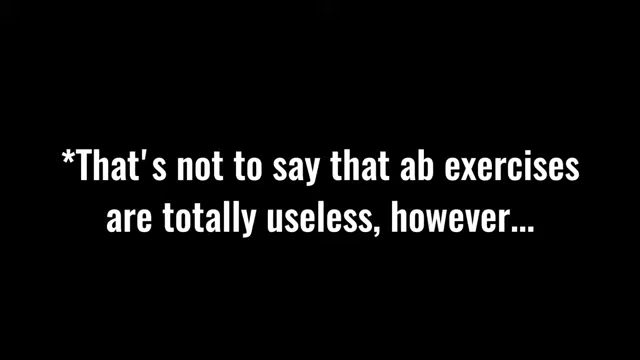 *That's not to say that ab exercises
are totally useless, however...